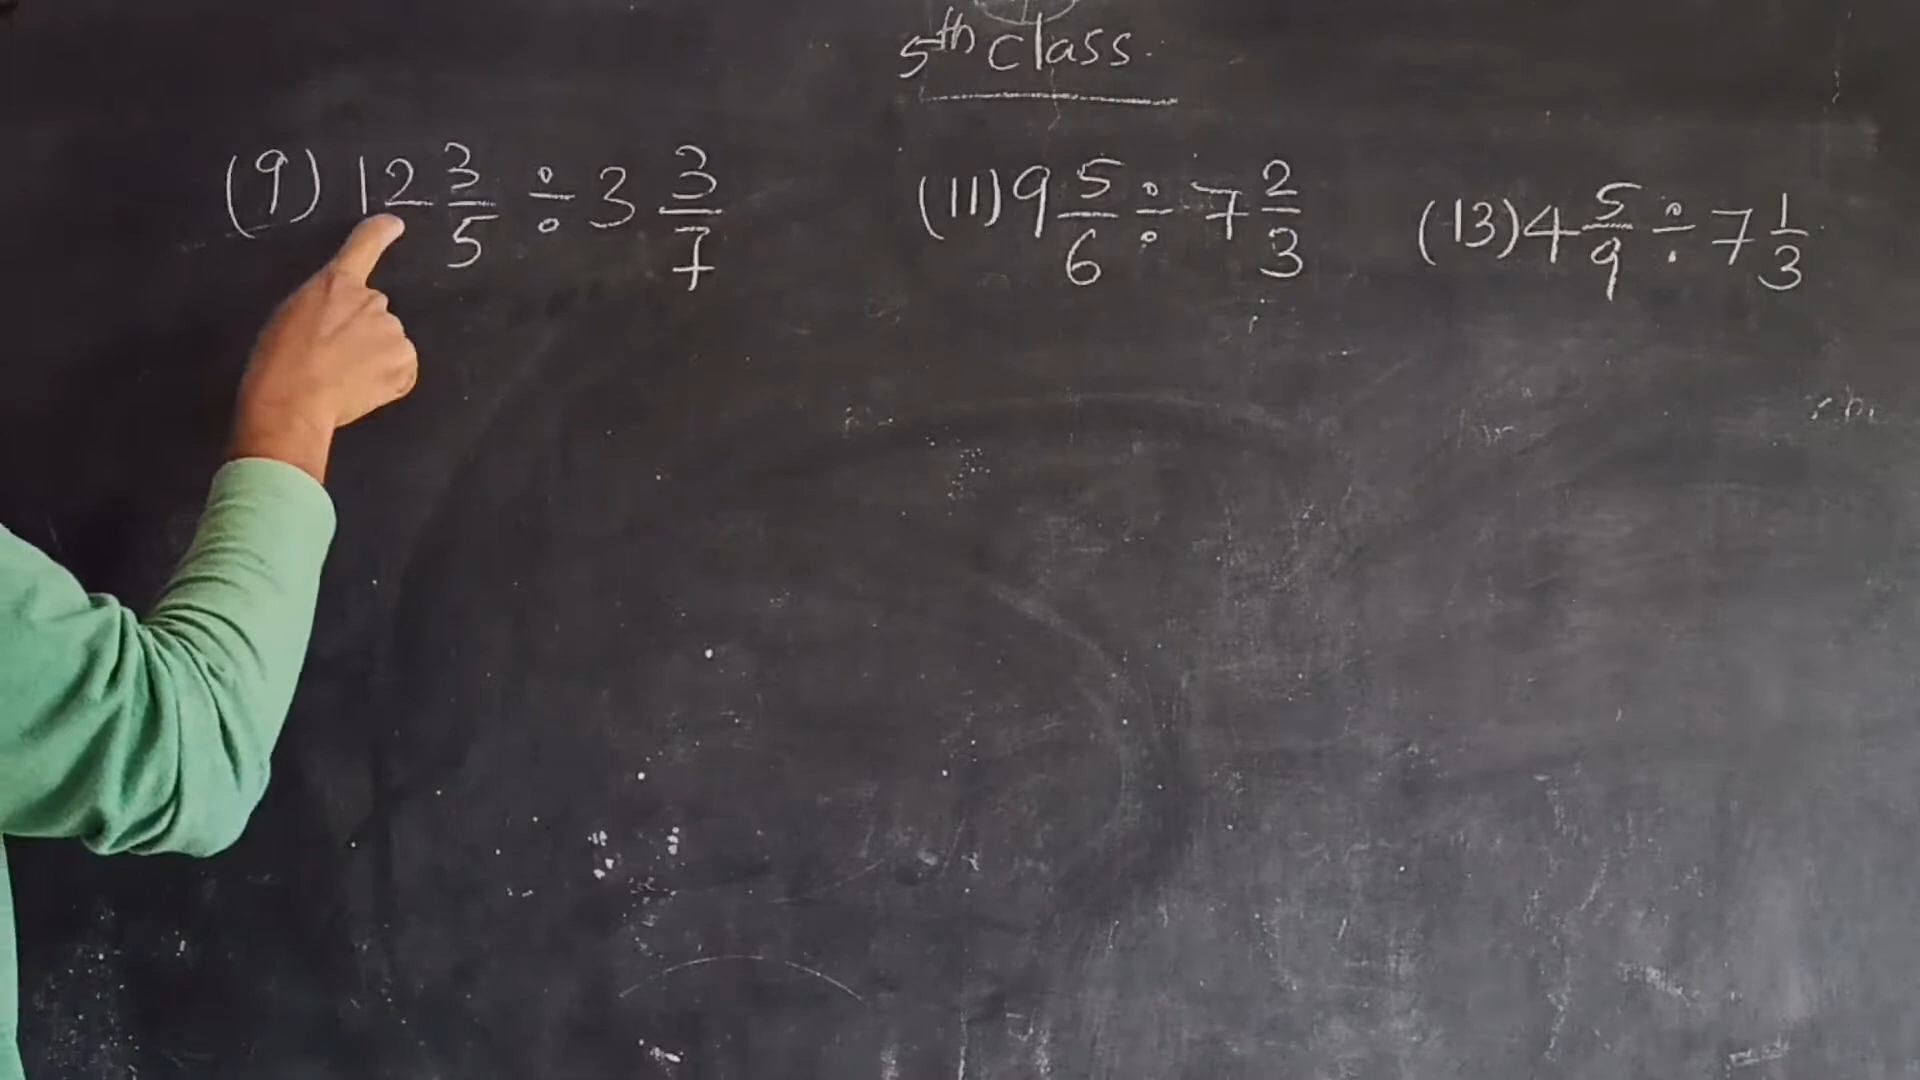 5th Class.
(9) 12 3/5 ÷ 3 3/7
(11) 9 5/6 ÷ 7 2/3
(13) 4 5/9 ÷ 7 1/3